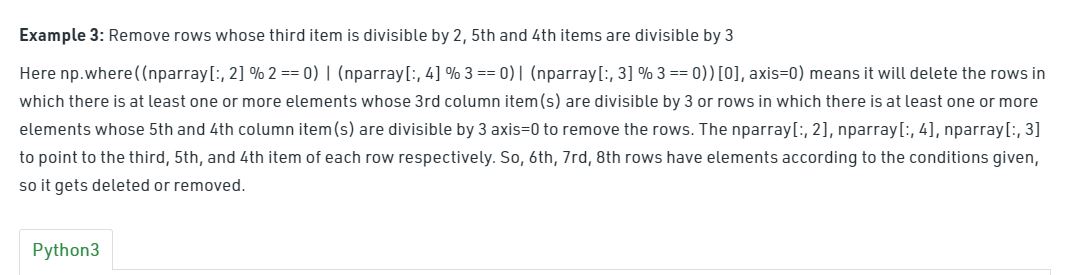 Example 3: Remove rows whose third item is divisible by 2, 5th and 4th items are divisible by 3
Here np.where((nparray[:, 2] % 2 == 0) | (nparray[:, 4] % 3 == 0)| (nparray[:, 3] % 3 == 0))[0], axis=0) means it will delete the rows in
which there is at least one or more elements whose 3rd column item(s) are divisible by 3 or rows in which there is at least one or more
elements whose 5th and 4th column item(s) are divisible by 3 axis=0 to remove the rows. The nparray[:, 2], nparray[:, 4], nparray[:, 3]
to point to the third, 5th, and 4th item of each row respectively. So, 6th, 7rd, 8th rows have elements according to the conditions given,
so it gets deleted or removed.
Python3